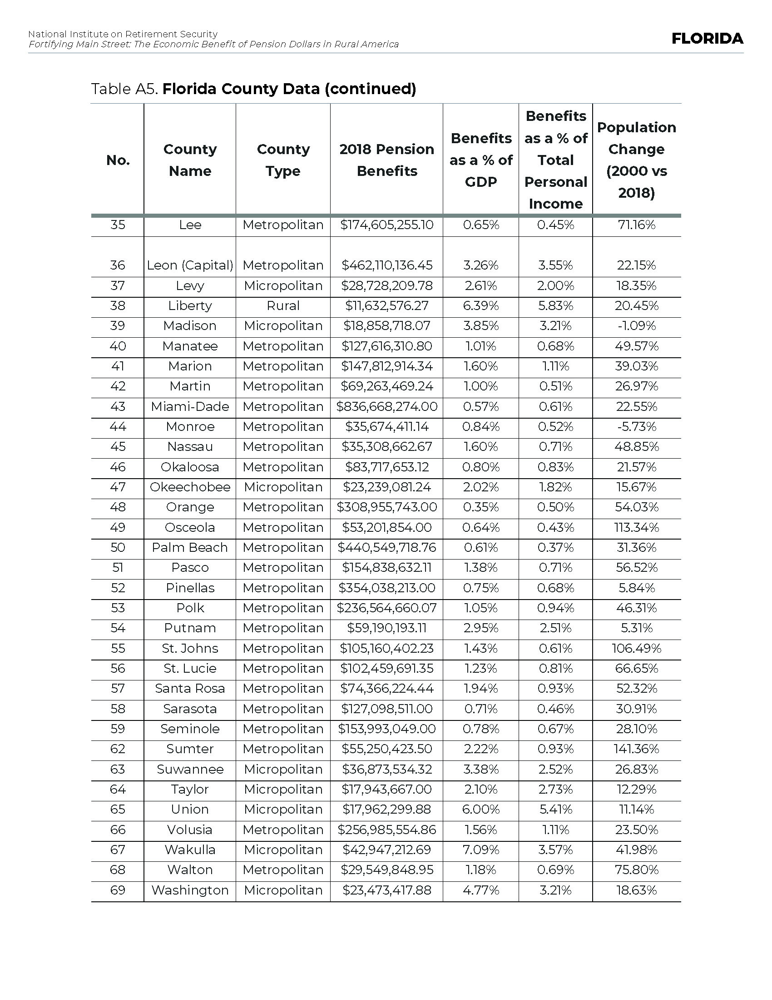 National Institute on Retirement Security
Fortifying Main Street: The Economic Benefit of Pension Dollars in Rural America
FLORIDA
Table A5. Florida County Data (continued)
No. | County Name | County Type | 2018 Pension Benefits | Benefits as a % of GDP | Benefits as a % of Total Personal Income | Population Change (2000 vs 2018)
35 Lee Metropolitan $174,605,255.10 0.65% 0.45% 71.16%
36 Leon (Capital) Metropolitan $462,110,136.45 3.26% 3.55% 22.15%
37 Levy Micropolitan $28,728,209.78 2.61% 2.00% 18.35%
38 Liberty Rural $11,632,576.27 6.39% 5.83% 20.45%
39 Madison Micropolitan $18,858,718.07 3.85% 3.21% -1.09%
40 Manatee Metropolitan $127,616,310.80 1.01% 0.68% 49.57%
41 Marion Metropolitan $147,812,914.34 1.60% 1.11% 39.03%
42 Martin Metropolitan $69,263,469.24 1.00% 0.51% 26.97%
43 Miami-Dade Metropolitan $836,668,274.00 0.57% 0.61% 22.55%
44 Monroe Metropolitan $35,674,411.14 0.84% 0.52% -5.73%
45 Nassau Metropolitan $35,308,662.67 1.60% 0.71% 48.85%
46 Okaloosa Metropolitan $83,717,653.12 0.80% 0.83% 21.57%
47 Okeechobee Micropolitan $23,239,081.24 2.02% 1.82% 15.67%
48 Orange Metropolitan $308,955,743.00 0.35% 0.50% 54.03%
49 Osceola Metropolitan $53,201,854.00 0.64% 0.43% 113.34%
50 Palm Beach Metropolitan $440,549,718.76 0.61% 0.37% 31.36%
51 Pasco Metropolitan $154,838,632.11 1.38% 0.71% 56.52%
52 Pinellas Metropolitan $354,038,213.00 0.75% 0.68% 5.84%
53 Polk Metropolitan $236,564,660.07 1.05% 0.94% 46.31%
54 Putnam Metropolitan $59,190,193.11 2.95% 2.51% 5.31%
55 St. Johns Metropolitan $105,160,402.23 1.43% 0.61% 106.49%
56 St. Lucie Metropolitan $102,459,691.35 1.23% 0.81% 66.65%
57 Santa Rosa Metropolitan $74,366,224.44 1.94% 0.93% 52.32%
58 Sarasota Metropolitan $127,098,511.00 0.71% 0.46% 30.91%
59 Seminole Metropolitan $153,993,049.00 0.78% 0.67% 28.10%
62 Sumter Metropolitan $55,250,423.50 2.22% 0.93% 141.36%
63 Suwannee Micropolitan $36,873,534.32 3.38% 2.52% 26.83%
64 Taylor Micropolitan $17,943,667.00 2.10% 2.73% 12.29%
65 Union Micropolitan $17,962,299.88 6.00% 5.41% 11.14%
66 Volusia Metropolitan $256,985,554.86 1.56% 1.11% 23.50%
67 Wakulla Micropolitan $42,947,212.69 7.09% 3.57% 41.98%
68 Walton Metropolitan $29,549,848.95 1.18% 0.69% 75.80%
69 Washington Micropolitan $23,473,417.88 4.77% 3.21% 18.63%